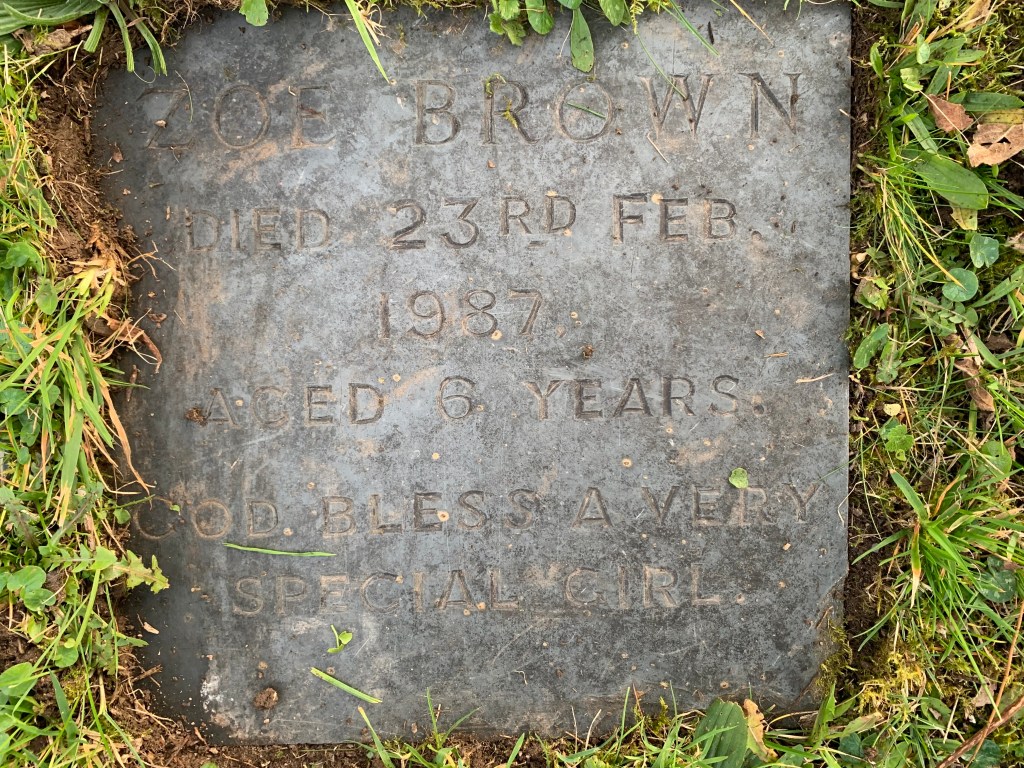 ZOE BROWN
DIED 23RD FEB.
1987.
AGED 6 YEARS.
GOD BLESS A VERY
SPECIAL GIRL.